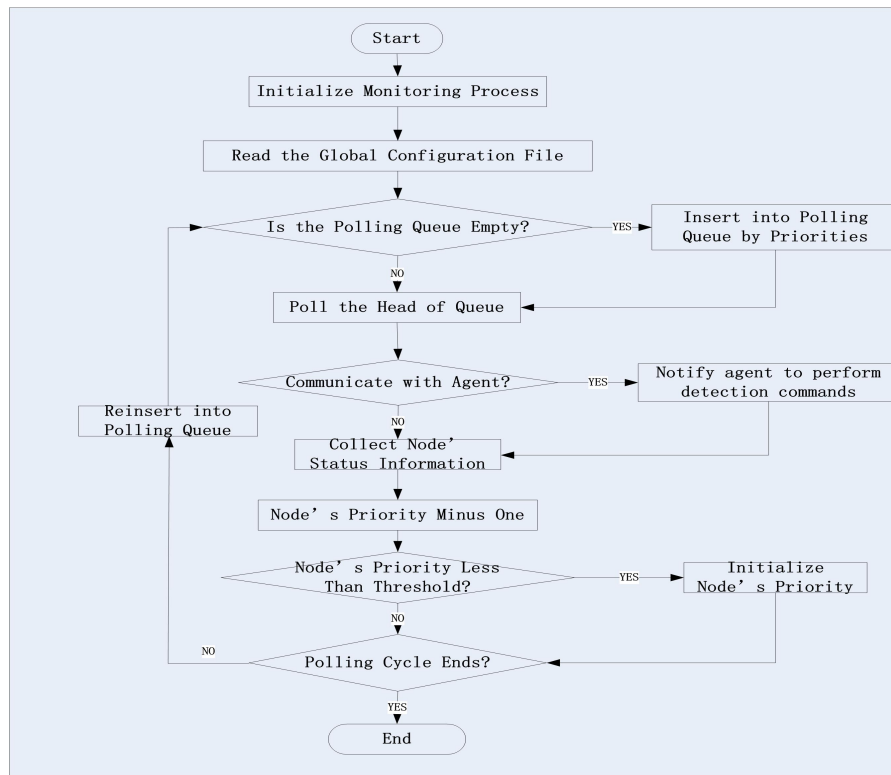 Start
Initialize Monitoring Process
Read the Global Configuration File
Is the Polling Queue Empty?
YES
Insert into Polling
Queue by Priorities
NO
Poll the Head of Queue
Communicate with Agent?
YES
Notify agent to perform
detection commands
Reinsert into
Polling Queue
NO
Collect Node'
Status Information
Node's Priority Minus One
Node's Priority Less
Than Threshold?
YES
Initialize
Node's Priority
NO
NO
Polling Cycle Ends?
YES
End